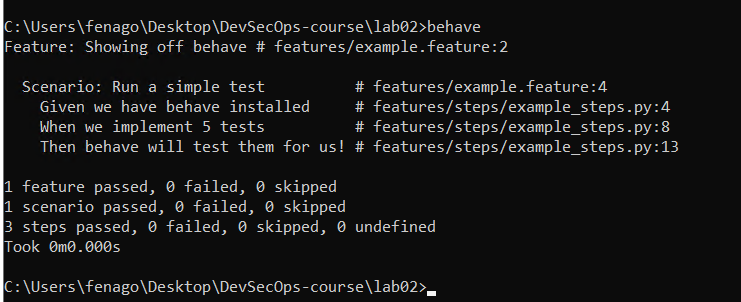 C:\Users\fenago\Desktop\DevSecOps-course\lab02>behave
Feature: Showing off behave # features/example.feature:2
Scenario: Run a simple test # features/example.feature:4
Given we have behave installed # features/steps/example_steps.py:4
When we implement 5 tests # features/steps/example_steps.py:8
Then behave will test them for us! # features/steps/example_steps.py:13
1 feature passed, 0 failed, 0 skipped
1 scenario passed, 0 failed, 0 skipped
3 steps passed, 0 failed, 0 skipped, 0 undefined
Took 0m0.000s
C:\Users\fenago\Desktop\DevSecOps-course\lab02>